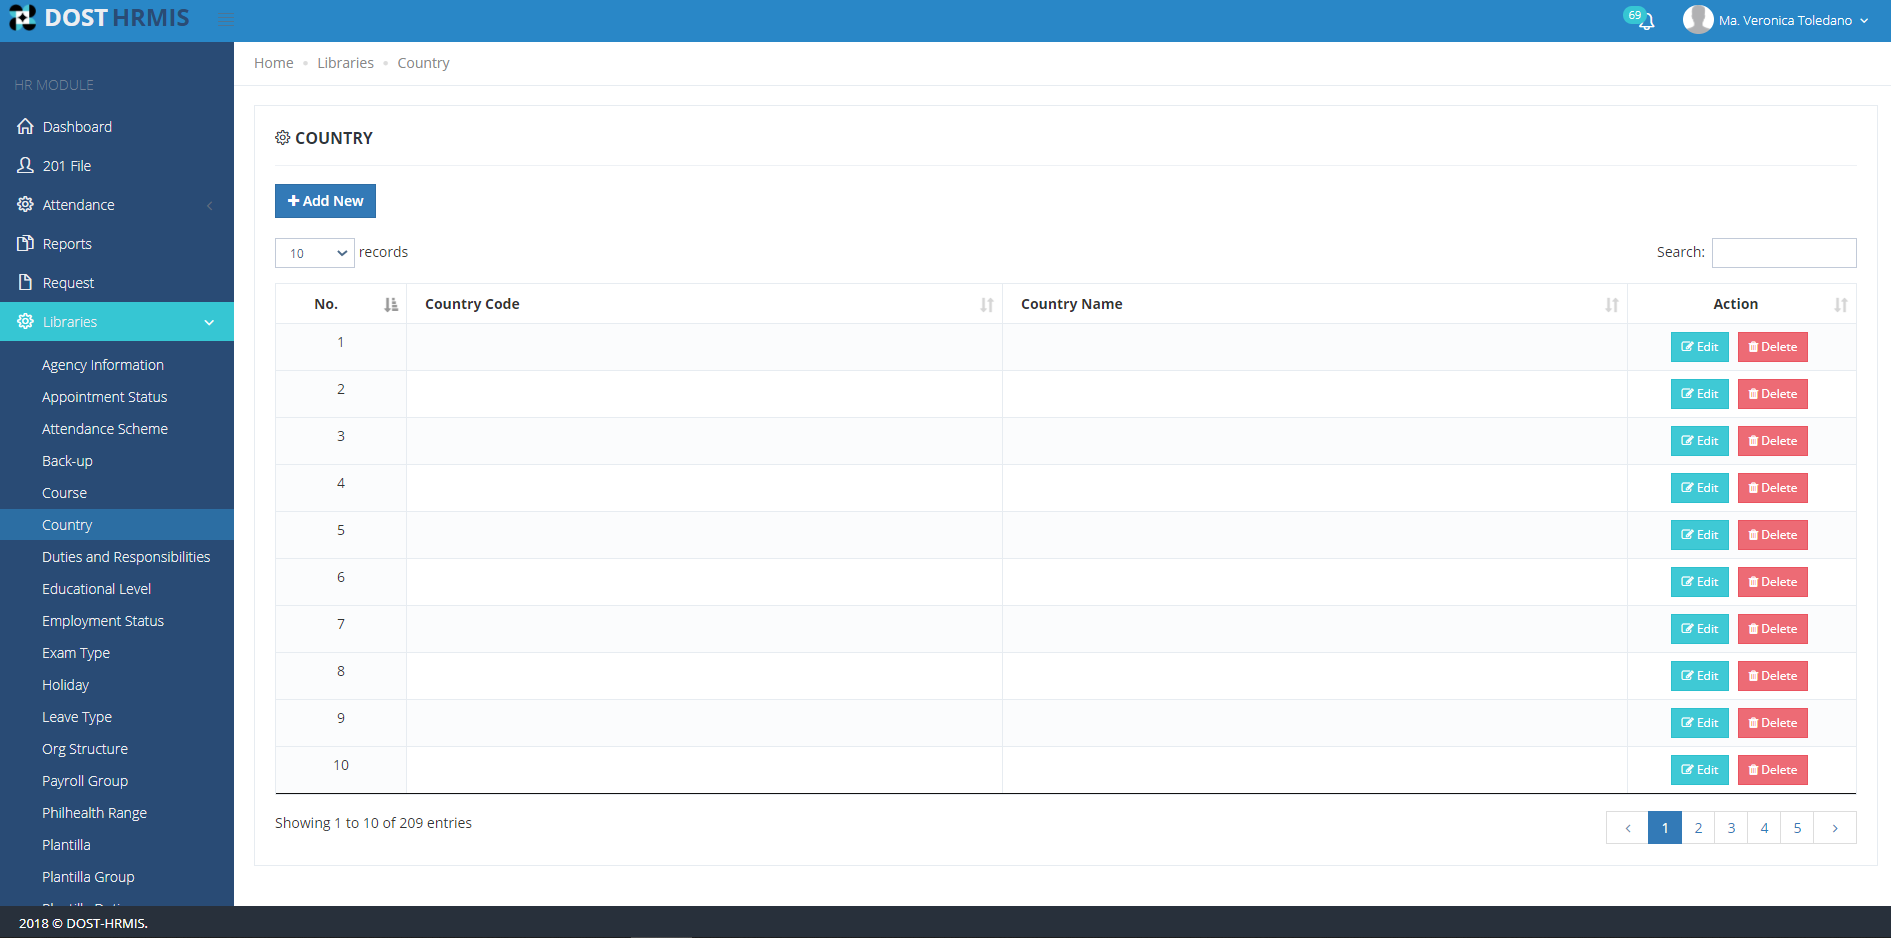 DOST HRMIS
69
Ma. Veronica Toledano
HR MODULE
Dashboard
201 File
Attendance
Reports
Request
Libraries
Agency Information
Appointment Status
Attendance Scheme
Back-up
Course
Country
Duties and Responsibilities
Educational Level
Employment Status
Exam Type
Holiday
Leave Type
Org Structure
Payroll Group
Philhealth Range
Plantilla
Plantilla Group
Home • Libraries • Country
COUNTRY
+ Add New
10 records
Search:
No. Country Code Country Name Action
1 Edit Delete
2 Edit Delete
3 Edit Delete
4 Edit Delete
5 Edit Delete
6 Edit Delete
7 Edit Delete
8 Edit Delete
9 Edit Delete
10 Edit Delete
Showing 1 to 10 of 209 entries
‹ 1 2 3 4 5 ›
2018 © DOST-HRMIS.